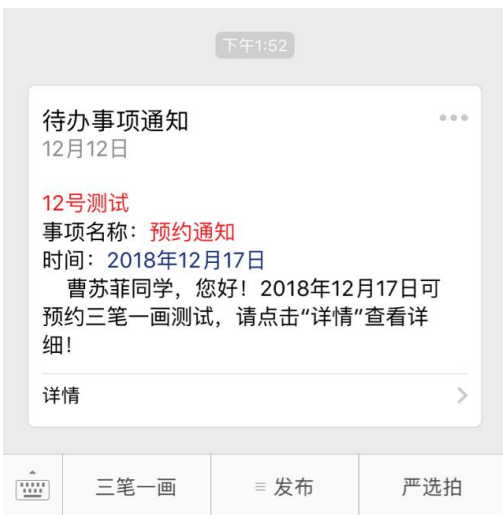 下午1:52
待办事项通知
12月12日
12号测试
事项名称：预约通知
时间：2018年12月17日
曹苏菲同学，您好！2018年12月17日可
预约三笔一画测试，请点击“详情”查看详
细！
详情
三笔一画
发布
严选拍